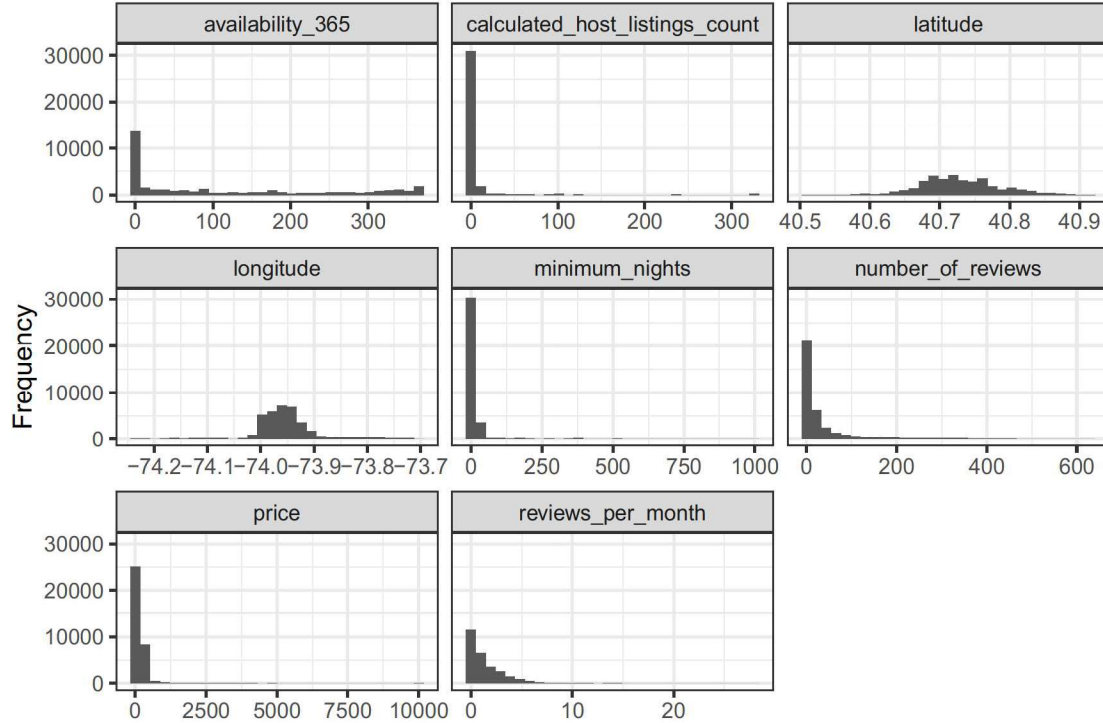 availability_365 calculated_host_listings_count latitude
30000
20000
10000
0
0 100 200 300 0 100 200 300 40.5 40.6 40.7 40.8 40.9
longitude minimum_nights number_of_reviews
Frequency
30000
20000
10000
0
−74.2 −74.1 −74.0 −73.9 −73.8 −73.7 0 250 500 750 1000 0 200 400 600
price reviews_per_month
30000
20000
10000
0
0 2500 5000 7500 10000 0 10 20